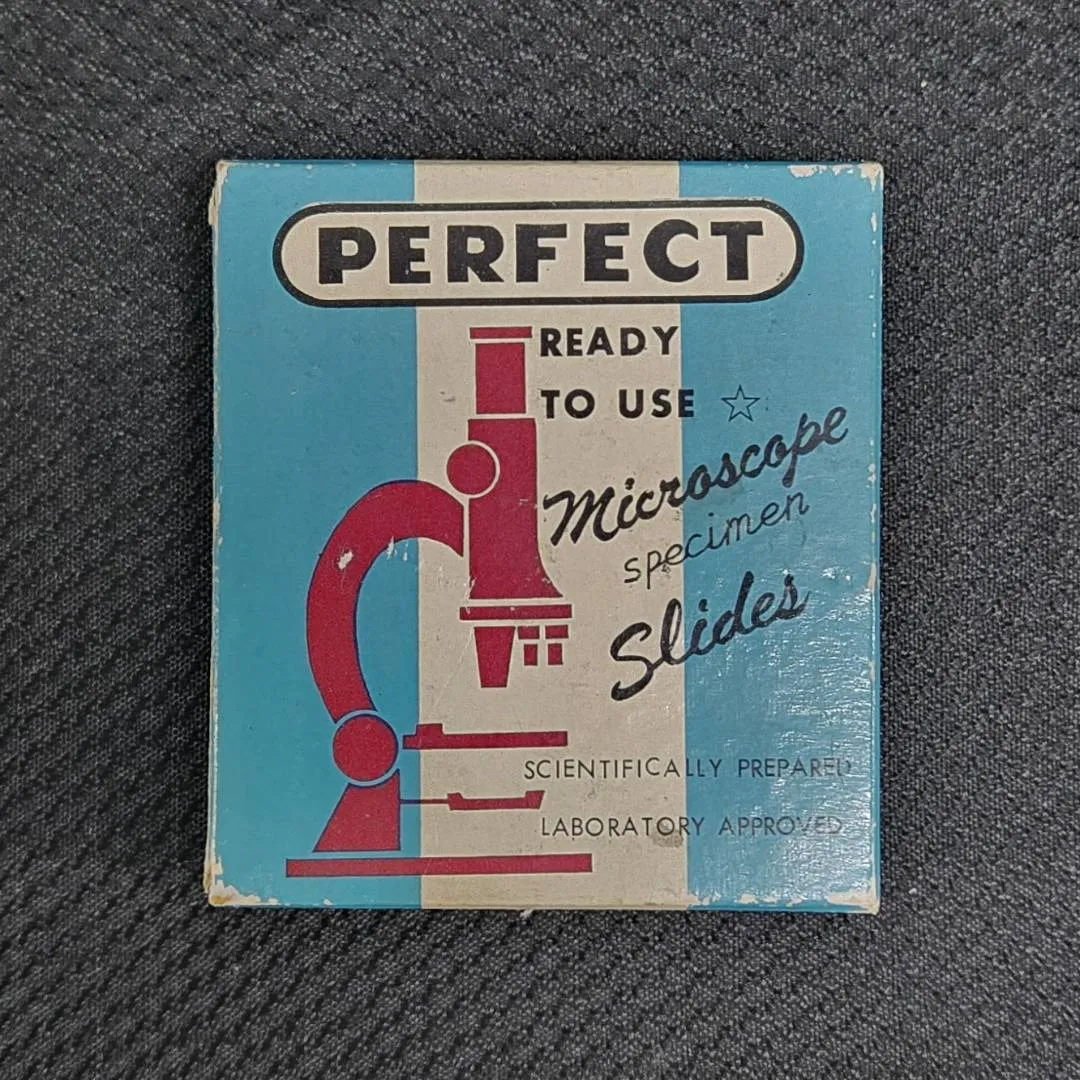 PERFECT
READY
TO USE ☆
Microscope
specimen
Slides
SCIENTIFICALLY PREPARED
LABORATORY APPROVED